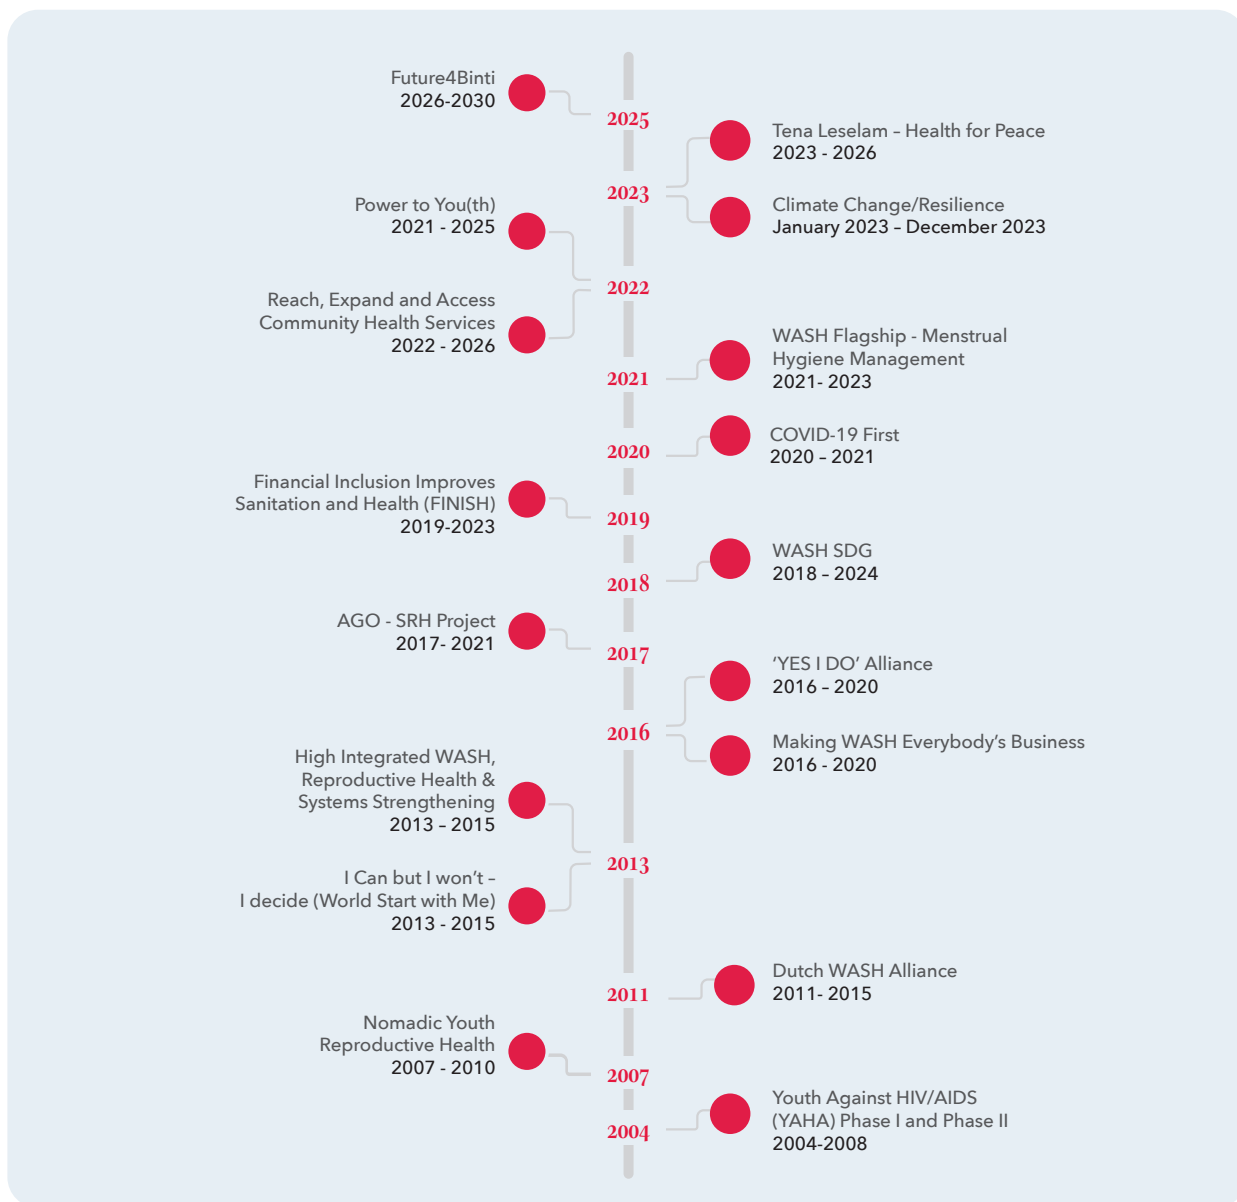 Future4Binti
2026-2030
2025
Tena Leselam – Health for Peace
2023 - 2026
2023
Climate Change/Resilience
January 2023 – December 2023
Power to You(th)
2021 - 2025
2022
Reach, Expand and Access
Community Health Services
2022 - 2026
WASH Flagship - Menstrual
Hygiene Management
2021- 2023
2021
COVID-19 First
2020 – 2021
2020
Financial Inclusion Improves
Sanitation and Health (FINISH)
2019-2023
2019
WASH SDG
2018 – 2024
2018
AGO - SRH Project
2017- 2021
2017
‘YES I DO’ Alliance
2016 – 2020
2016
Making WASH Everybody’s Business
2016 - 2020
High Integrated WASH,
Reproductive Health &
Systems Strengthening
2013 – 2015
2013
I Can but I won’t –
I decide (World Start with Me)
2013 - 2015
Dutch WASH Alliance
2011- 2015
2011
Nomadic Youth
Reproductive Health
2007 - 2010
2007
Youth Against HIV/AIDS
(YAHA) Phase I and Phase II
2004-2008
2004